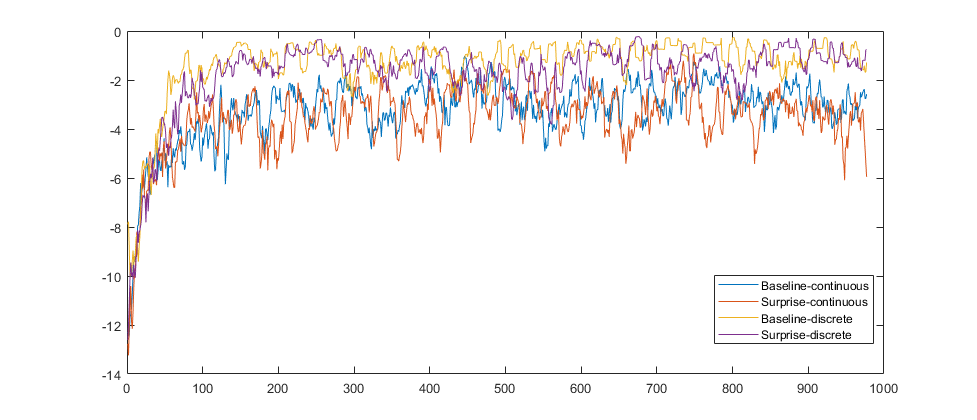 0
-2
-4
-6
-8
-10
-12
-14
0 100 200 300 400 500 600 700 800 900 1000
Baseline-continuous
Surprise-continuous
Baseline-discrete
Surprise-discrete